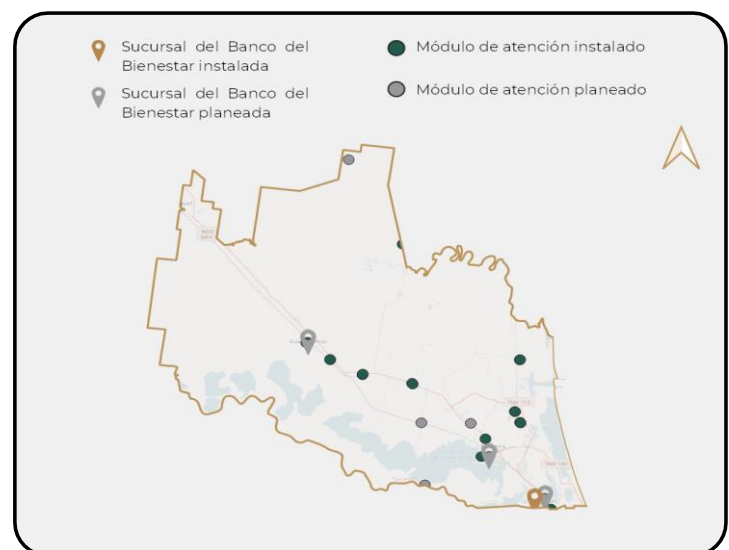 Sucursal del Banco del
Bienestar instalada
Sucursal del Banco del
Bienestar planeada
Módulo de atención instalado
Módulo de atención planeado